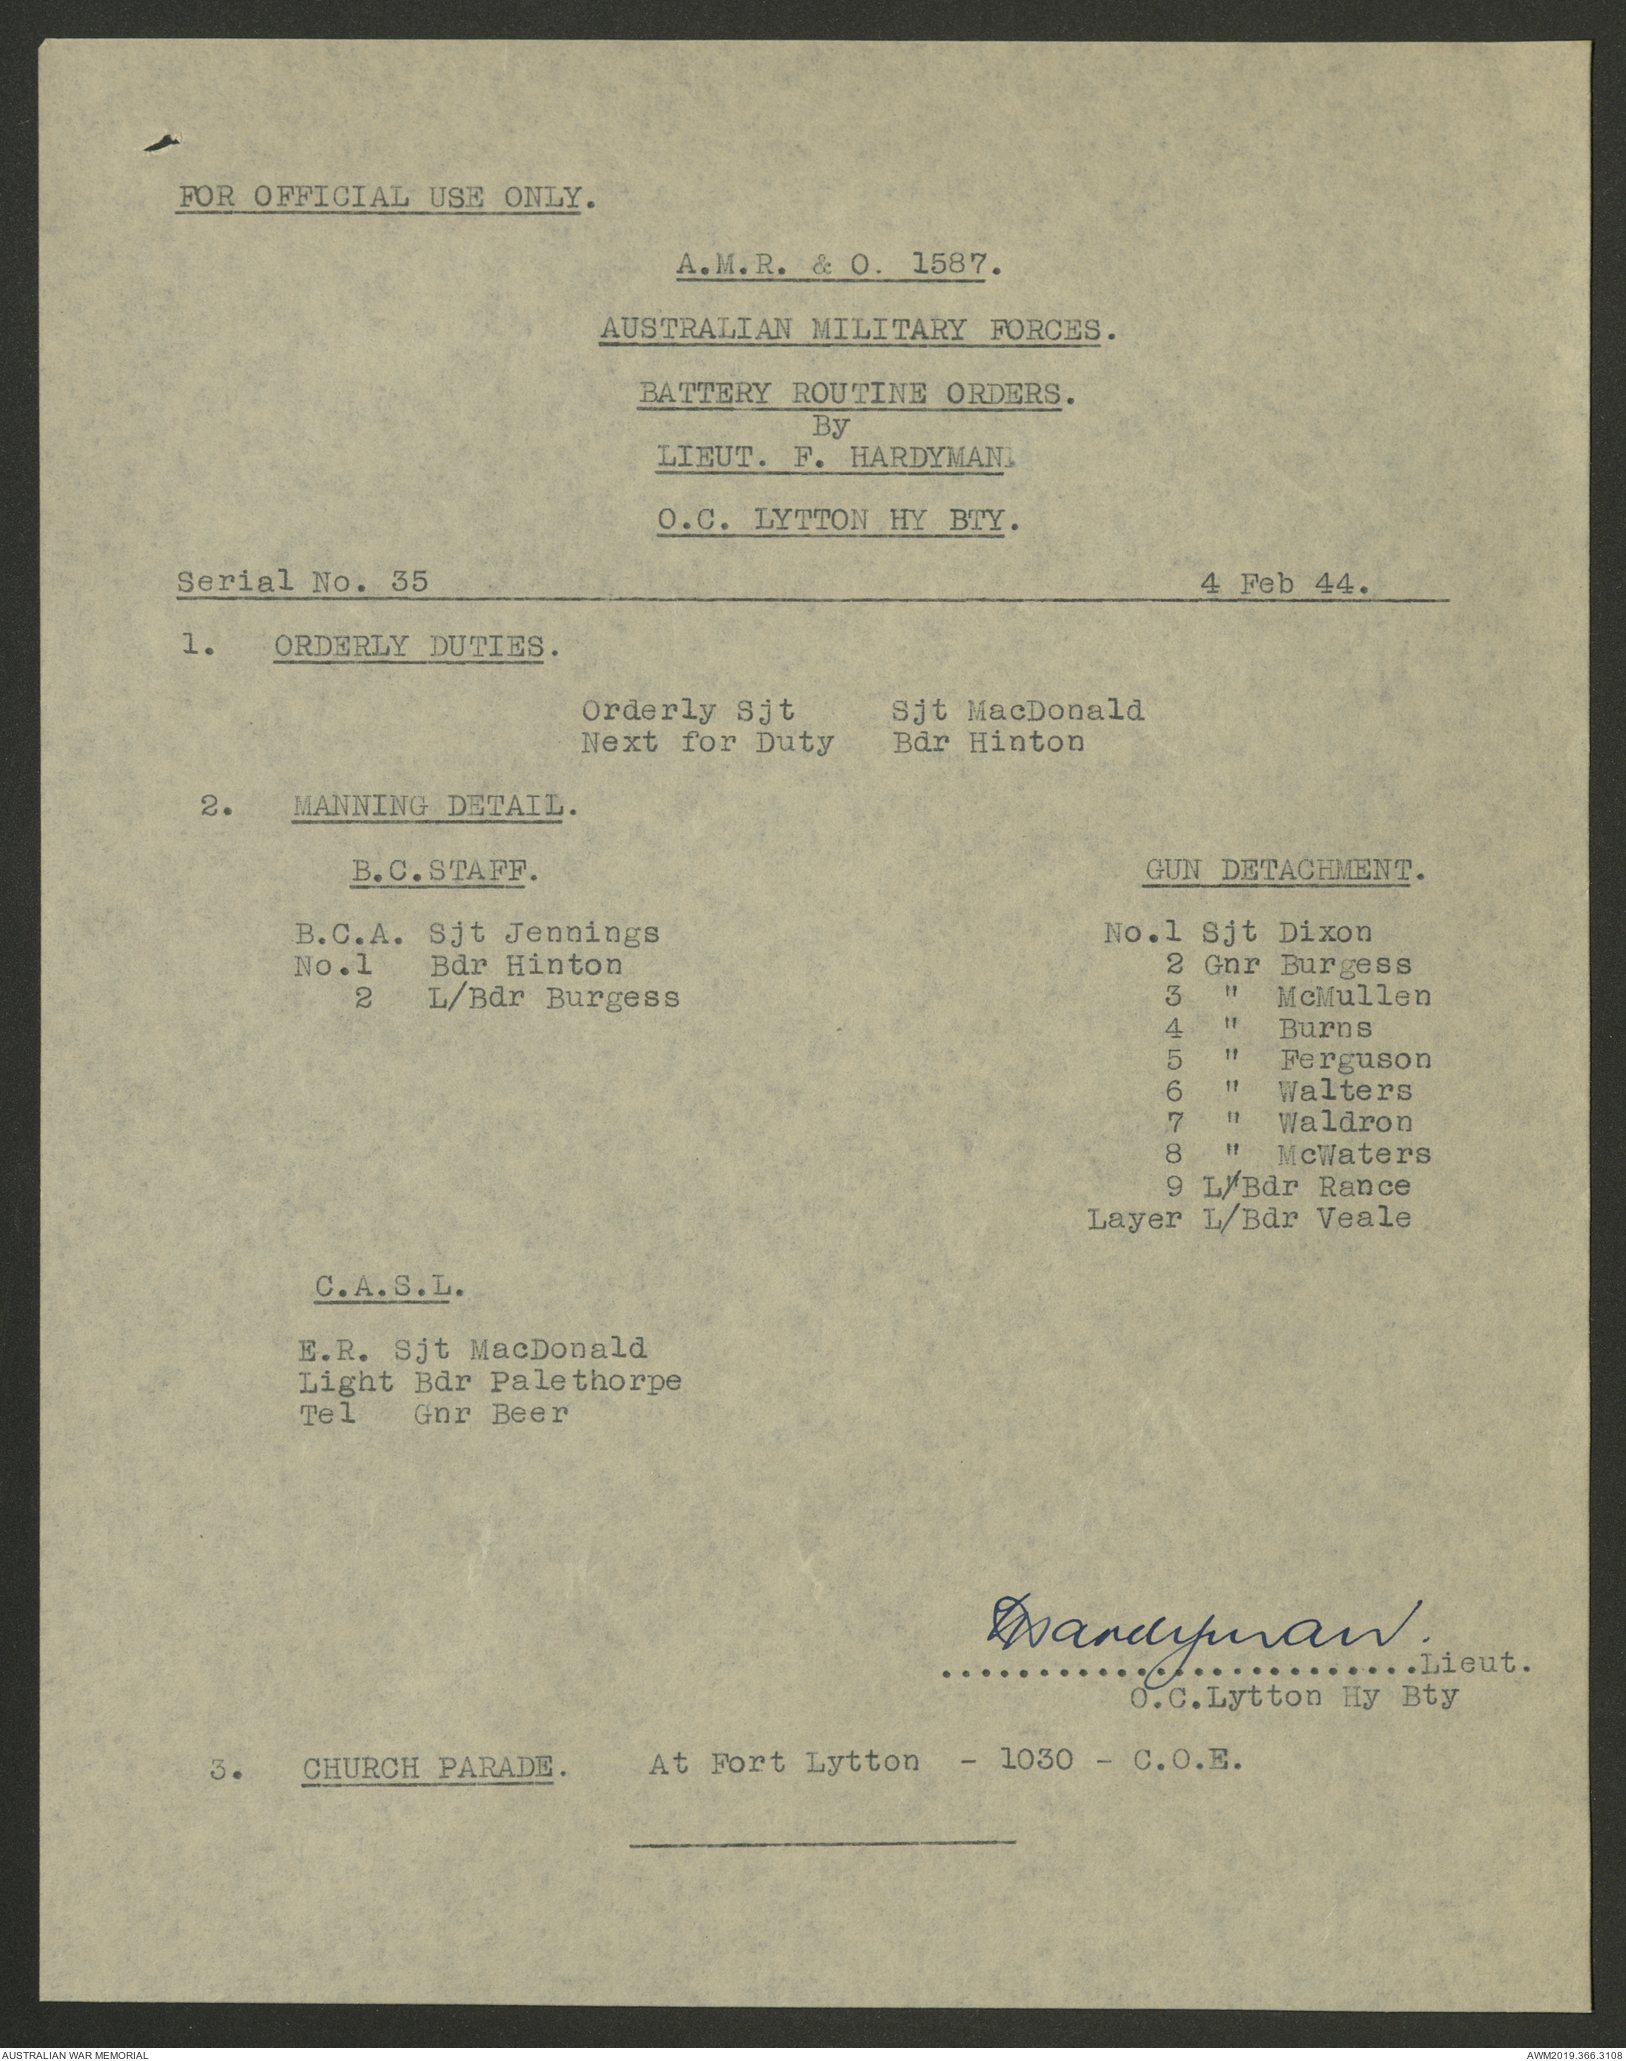 FOR OFFICIAL USE ONLY.
A.M.R. & O. 1587.
AUSTRALIAN MILITARY FORCES.
BATTERY ROUTINE ORDERS.
By
LIEUT. F. HARDYMAN
O.C. LYTTON HY BTY.
Serial No. 35 4 Feb 44.
1. ORDERLY DUTIES.
Orderly Sjt Sjt MacDonald
Next for Duty Bdr Hinton
2. MANNING DETAIL.
B.C.STAFF. GUN DETACHMENT.
B.C.A. Sjt Jennings No.1 Sjt Dixon
No.1 Bdr Hinton 2 Gnr Burgess
2 L/Bdr Burgess 3 " McMullen
4 " Burns
5 " Ferguson
6 " Walters
7 " Waldron
8 " McWaters
9 L/Bdr Rance
Layer L/Bdr Veale
C.A.S.L.
E.R. Sjt MacDonald
Light Bdr Palethorpe
Tel Gnr Beer
Hardyman.
.........................Lieut.
O.C.Lytton Hy Bty
3. CHURCH PARADE. At Fort Lytton - 1030 - C.O.E.
AUSTRALIAN WAR MEMORIAL AWM2019.366.3108